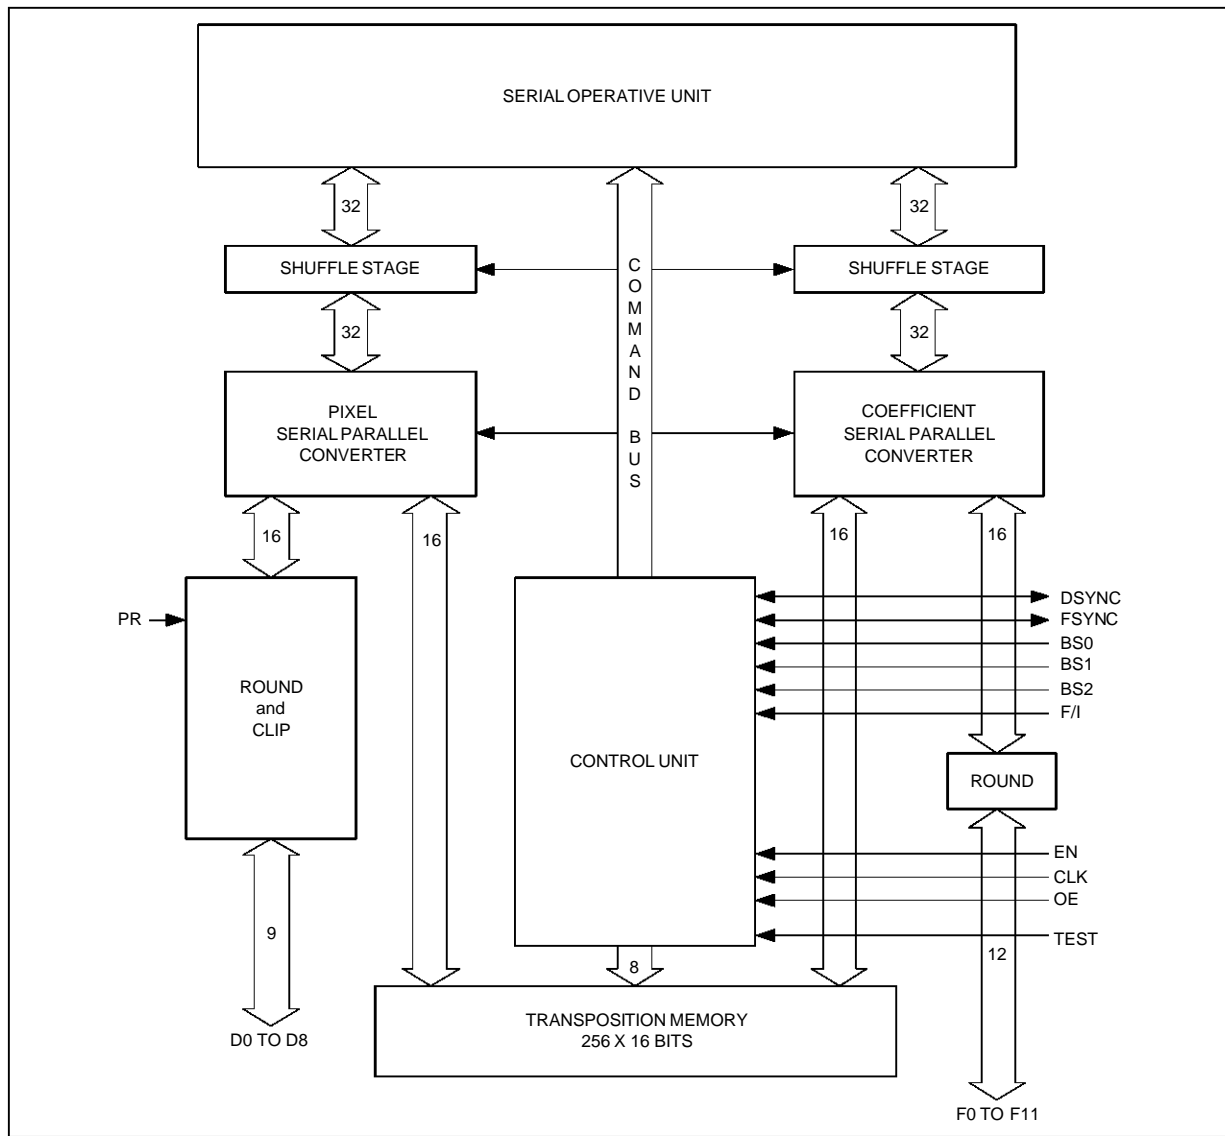 SERIAL OPERATIVE UNIT
32
32
SHUFFLE STAGE
COMMAND BUS
SHUFFLE STAGE
32
32
PIXEL
SERIAL PARALLEL
CONVERTER
COEFFICIENT
SERIAL PARALLEL
CONVERTER
16
16
16
16
PR
ROUND
and
CLIP
CONTROL UNIT
DSYNC
FSYNC
BS0
BS1
BS2
F/I
ROUND
EN
CLK
OE
TEST
9
8
12
TRANSPOSITION MEMORY
256 X 16 BITS
D0 TO D8
F0 TO F11